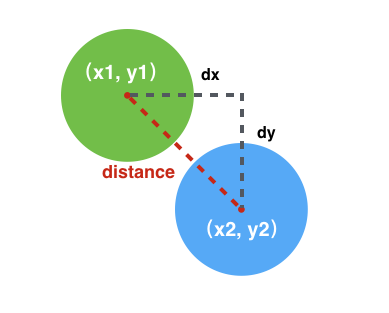 (x1, y1)
dx
dy
distance
(x2, y2)